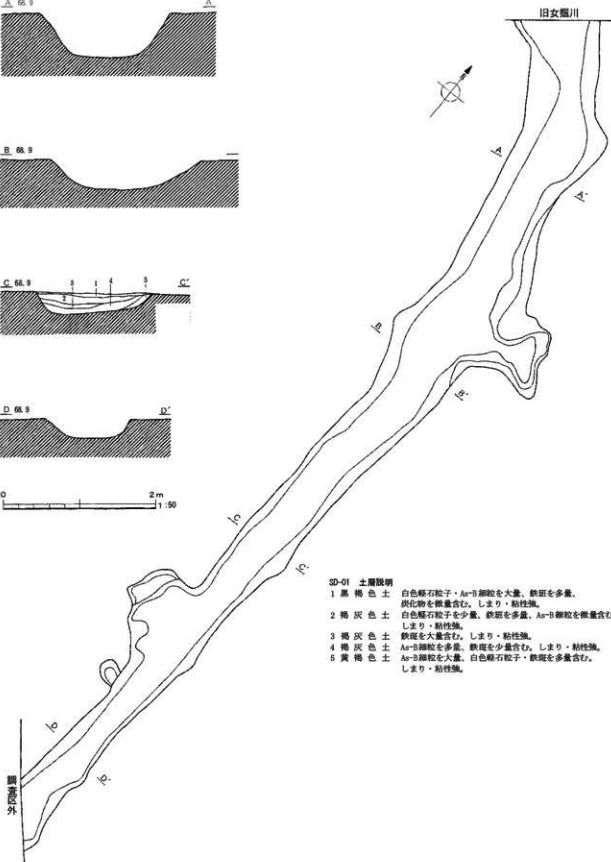 A 68.9 A'
旧女堀川
A
A'
B 68.9
C 68.9 C'
3 1 4 5
2
B
B'
D 68.9 D'
0 2m
1:50
C
C'
SD-01 土層説明
1 黒褐色土 白色軽石粒子・As-B細粒を大量、鉄斑を多量、
炭化物を微量含む。しまり・粘性強。
2 褐灰色土 白色軽石粒子を少量、鉄斑を多量、As-B細粒を微量含む。
しまり・粘性強。
3 褐灰色土 鉄斑を大量含む。しまり・粘性強。
4 褐灰色土 As-B細粒を多量、鉄斑を少量含む。しまり・粘性強。
5 黄褐色土 As-B細粒を大量、白色軽石粒子・鉄斑を多量含む。
しまり・粘性強。
D
D'
調査区外